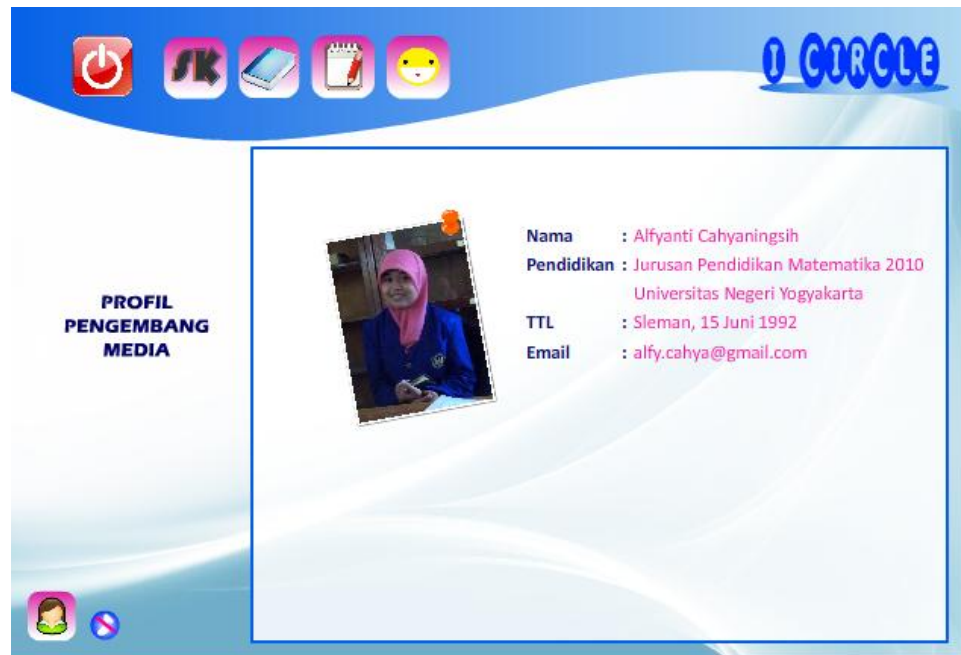 SK
I CIRCLE
PROFIL
PENGEMBANG
MEDIA
Nama : Alfyanti Cahyaningsih
Pendidikan : Jurusan Pendidikan Matematika 2010
Universitas Negeri Yogyakarta
TTL : Sleman, 15 Juni 1992
Email : alfy.cahya@gmail.com